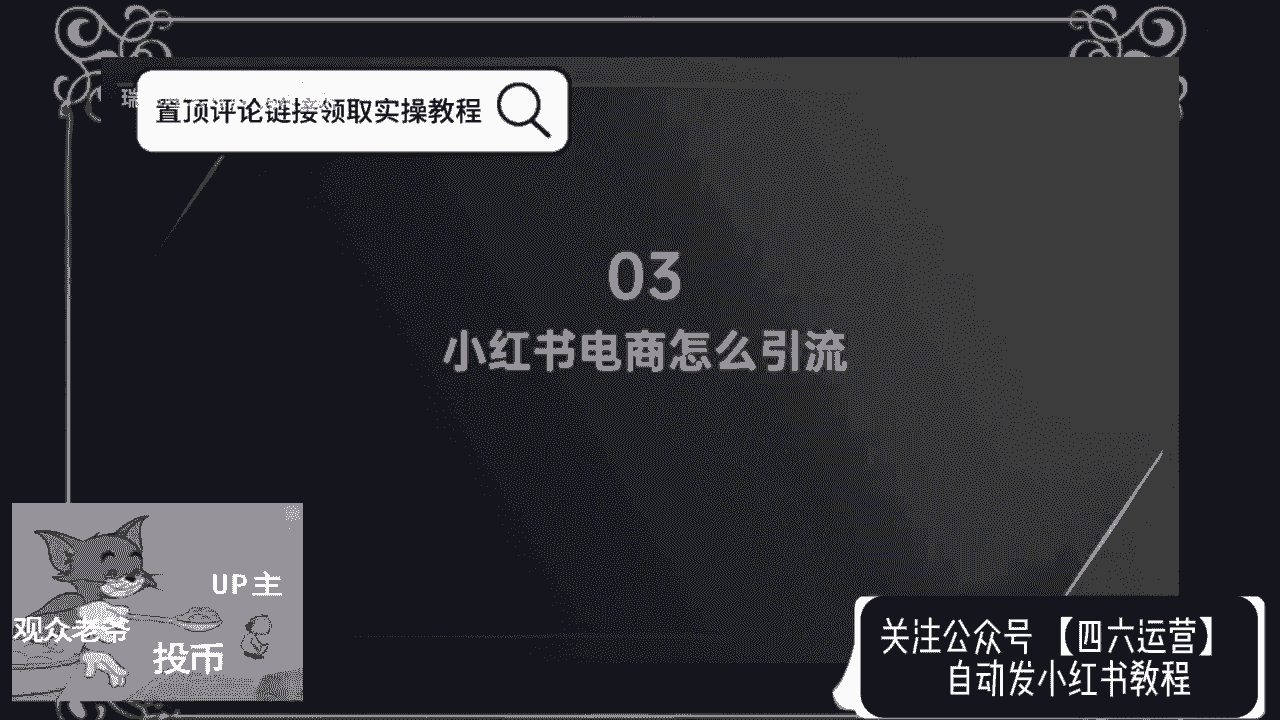 瑞
置顶评论链接领取实操教程
03
小红书电商怎么引流
UP主
观众老爷
投币
关注公众号【四六运营】
自动发小红书教程